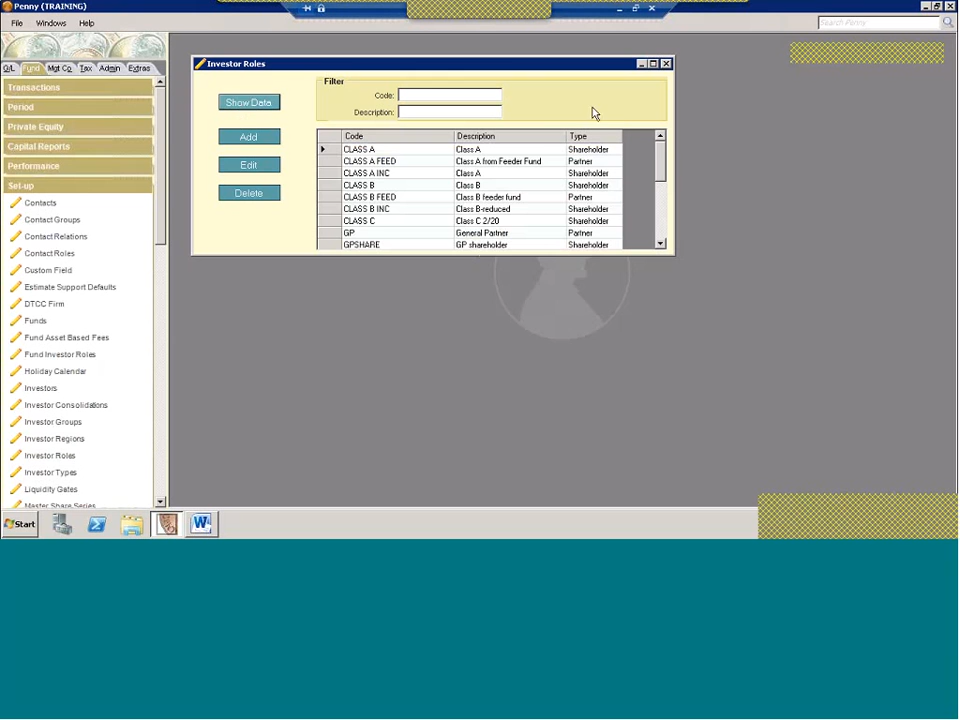 Penny (TRAINING)
File Windows Help
Search Penny
G/L Fund Mgt Co Tax Admin Extras
Transactions
Period
Private Equity
Capital Reports
Performance
Set-up
Contacts
Contact Groups
Contact Relations
Contact Roles
Custom Field
Estimate Support Defaults
DTCC Firm
Funds
Fund Asset Based Fees
Fund Investor Roles
Holiday Calendar
Investors
Investor Consolidations
Investor Groups
Investor Regions
Investor Roles
Investor Types
Liquidity Gates
Master Share Series
Investor Roles
Show Data
Add
Edit
Delete
Filter
Code:
Description:
Code Description Type
CLASS A Class A Shareholder
CLASS A FEED Class A from Feeder Fund Partner
CLASS A INC Class A Shareholder
CLASS B Class B Shareholder
CLASS B FEED Class B feeder fund Partner
CLASS B INC Class B-reduced Shareholder
CLASS C Class C 2/20 Shareholder
GP General Partner Partner
GPSHARE GP shareholder Shareholder
Start